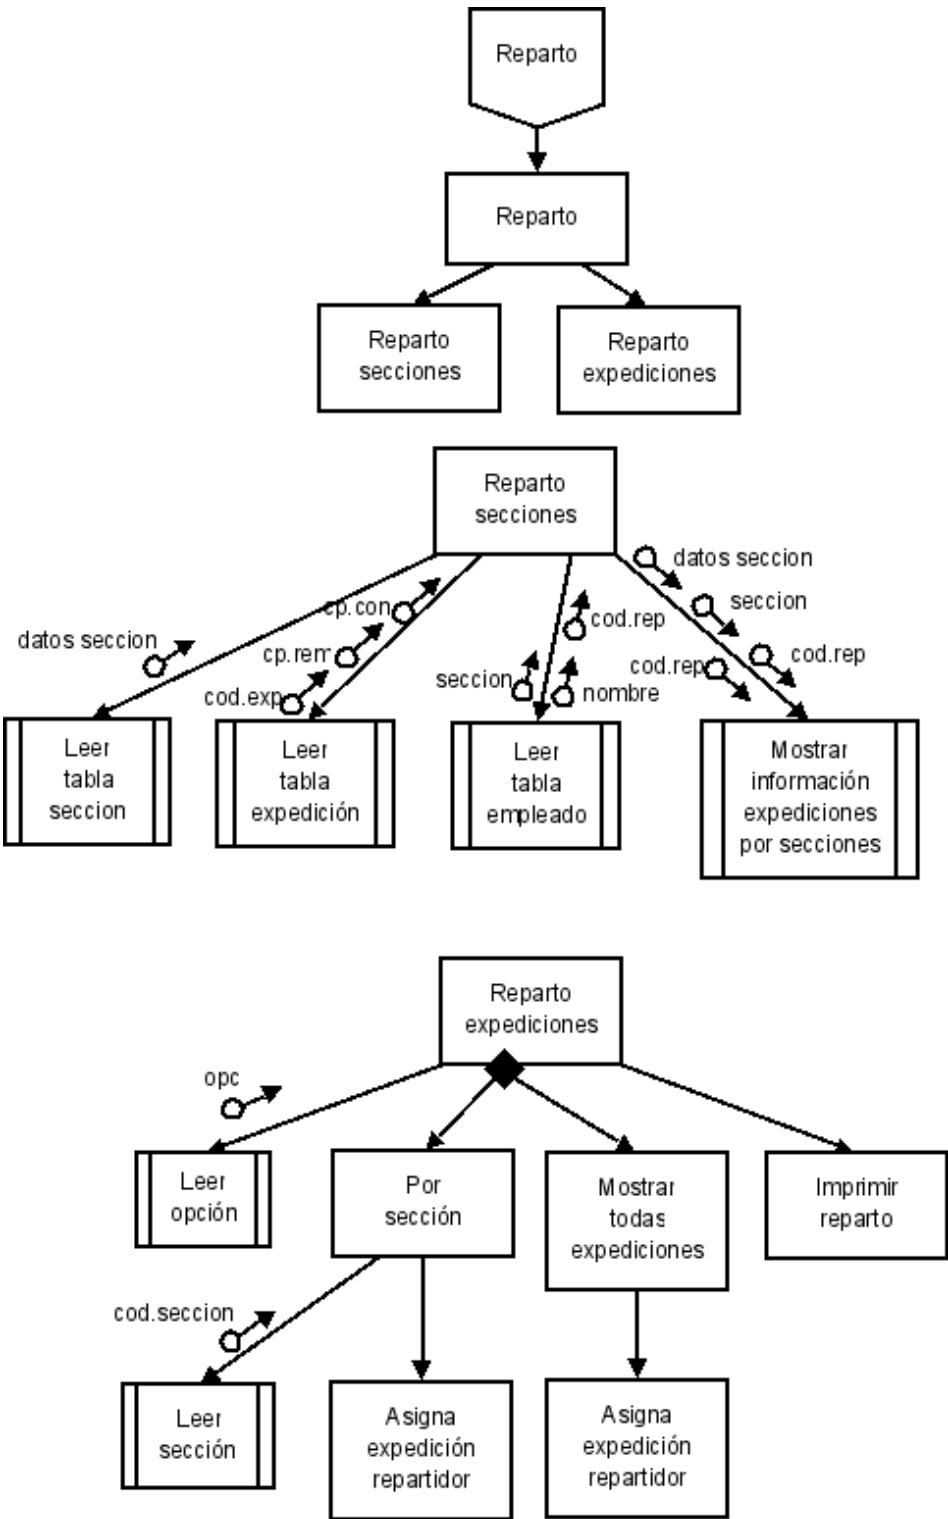 Reparto
Reparto
Reparto
secciones
Reparto
expediciones
Reparto
secciones
datos seccion
cp.rem
cp.con
cod.exp
seccion
cod.rep
nombre
datos seccion
seccion
cod.rep
cod.rep
Leer
tabla
seccion
Leer
tabla
expedición
Leer
tabla
empleado
Mostrar
información
expediciones
por secciones
Reparto
expediciones
opc
Leer
opción
Por
sección
Mostrar
todas
expediciones
Imprimir
reparto
cod.seccion
Leer
sección
Asigna
expedición
repartidor
Asigna
expedición
repartidor